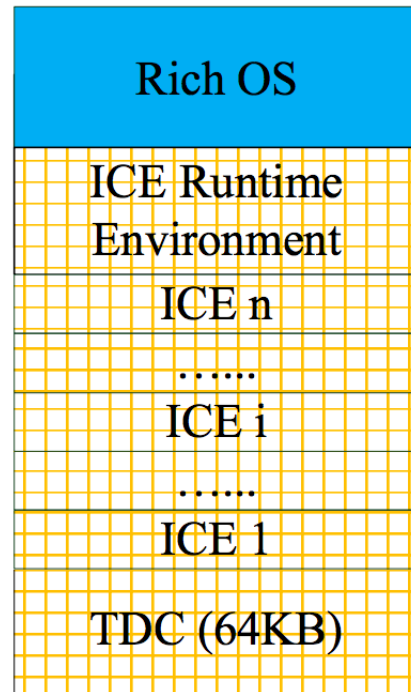 Rich OS
ICE Runtime
Environment
ICE n
…...
ICE i
…...
ICE 1
TDC (64KB)